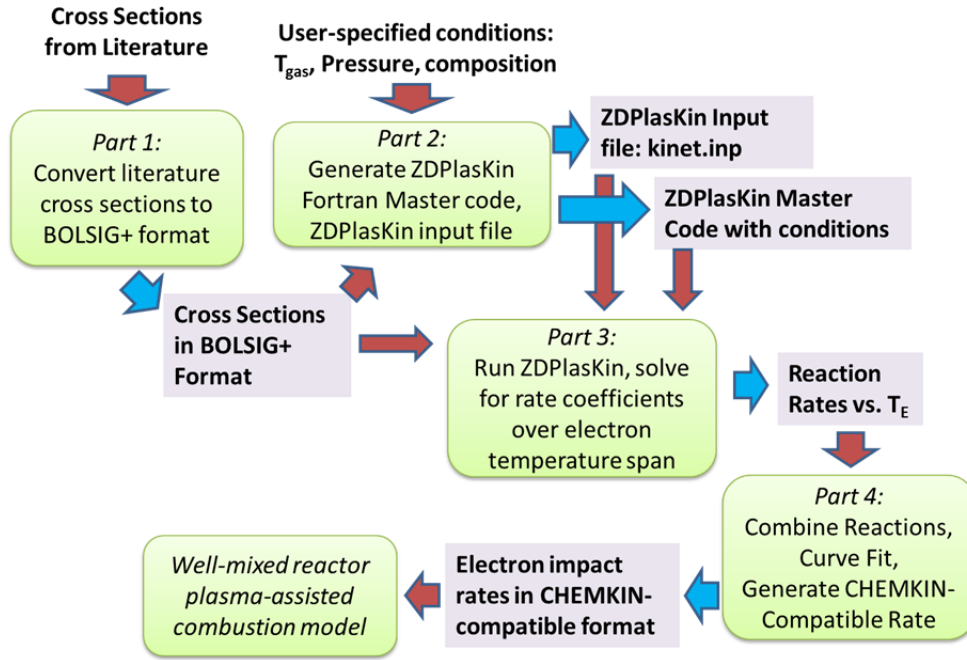 Cross Sections
from Literature
User-specified conditions:
Tgas, Pressure, composition
Part 1:
Convert literature
cross sections to
BOLSIG+ format
Part 2:
Generate ZDPlasKin
Fortran Master code,
ZDPlasKin input file
ZDPlasKin Input
file: kinet.inp
ZDPlasKin Master
Code with conditions
Cross Sections
in BOLSIG+
Format
Part 3:
Run ZDPlasKin, solve
for rate coefficients
over electron
temperature span
Reaction
Rates vs. TE
Part 4:
Combine Reactions,
Curve Fit,
Generate CHEMKIN-
Compatible Rate
Electron impact
rates in CHEMKIN-
compatible format
Well-mixed reactor
plasma-assisted
combustion model